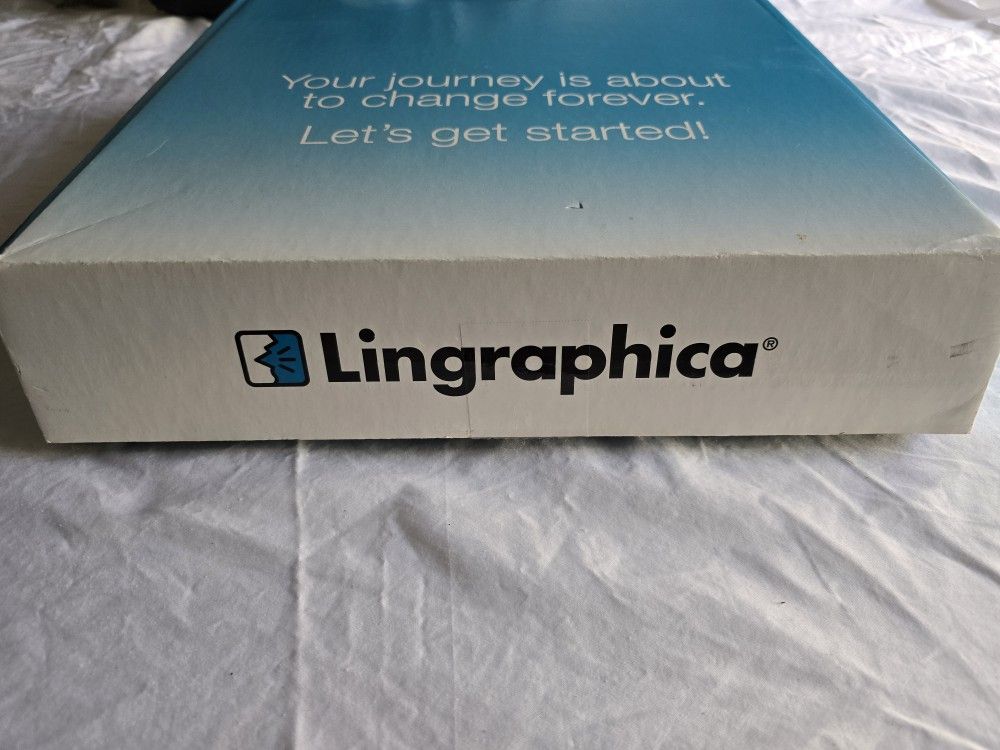 Your journey is about
to change forever.
Let's get started!
Lingraphica®